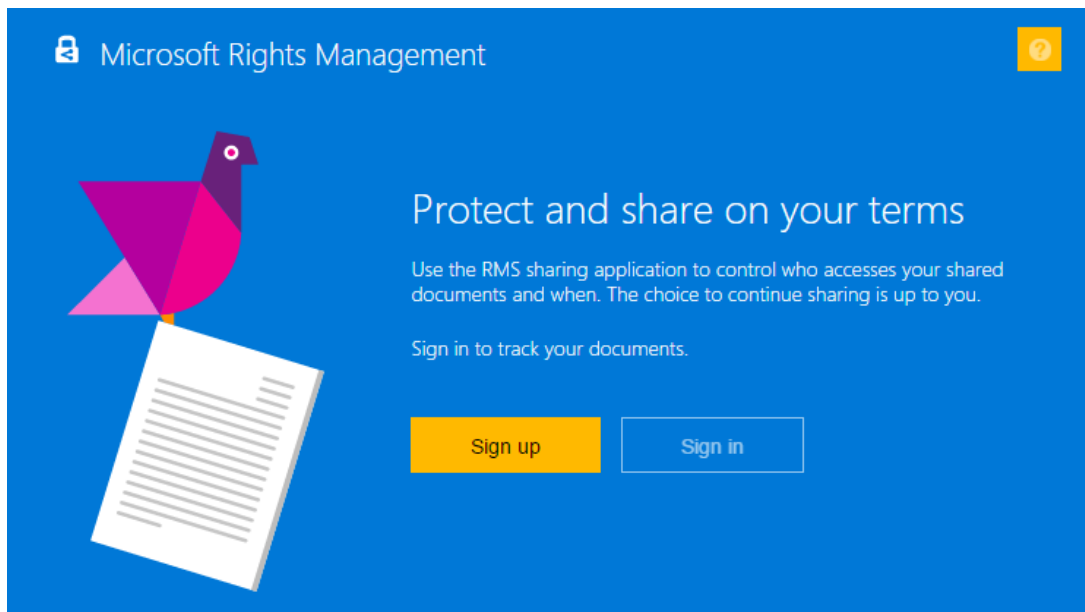 Microsoft Rights Management
?
Protect and share on your terms
Use the RMS sharing application to control who accesses your shared
documents and when. The choice to continue sharing is up to you.
Sign in to track your documents.
Sign up
Sign in